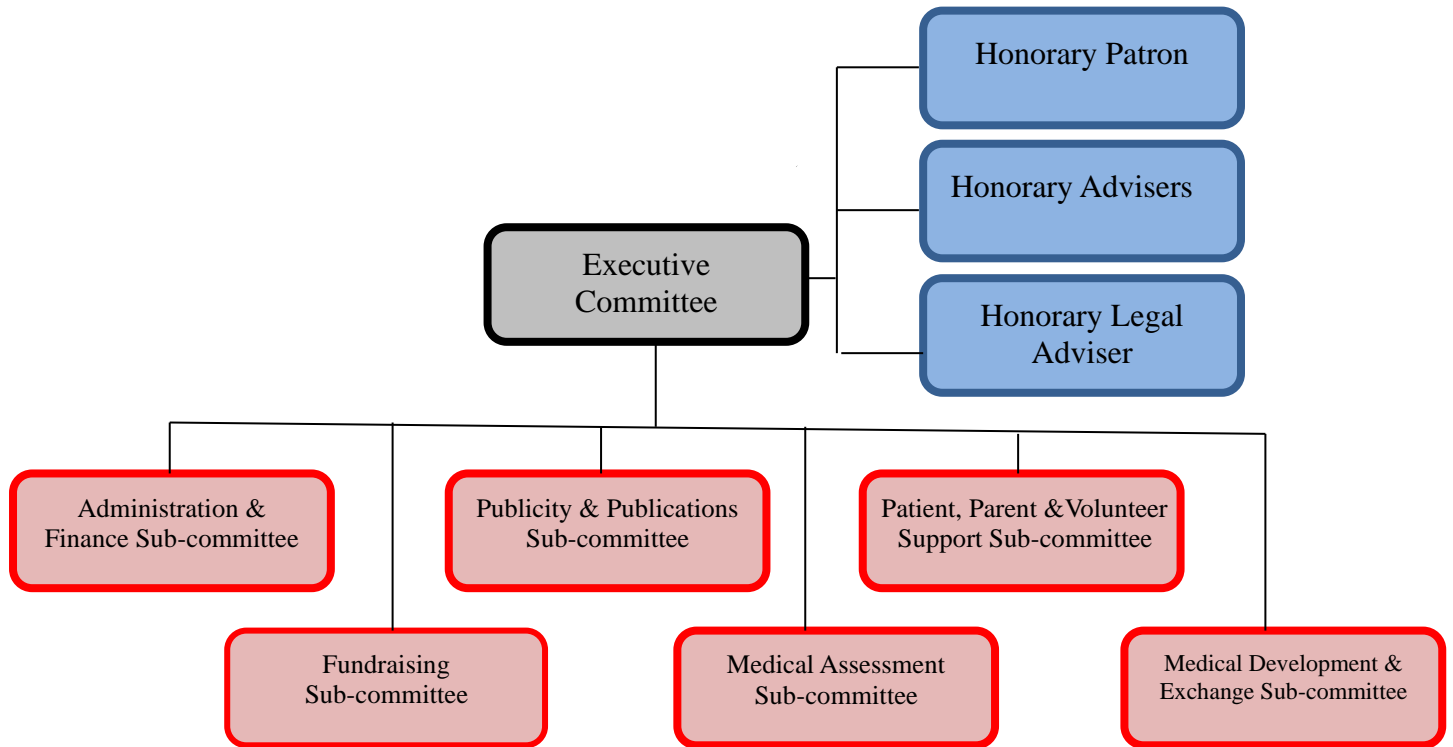 Honorary Patron
Honorary Advisers
Executive
Committee
Honorary Legal
Adviser
Administration &
Finance Sub-committee
Publicity & Publications
Sub-committee
Patient, Parent &Volunteer
Support Sub-committee
Fundraising
Sub-committee
Medical Assessment
Sub-committee
Medical Development &
Exchange Sub-committee